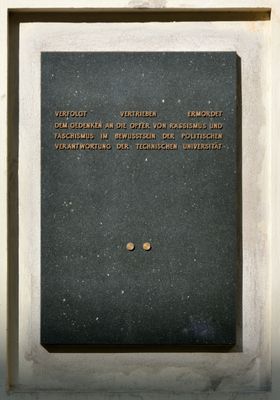 VERFOLGT VERTRIEBEN ERMORDET
DEM GEDENKEN AN DIE OPFER VON RASSISMUS UND
FASCHISMUS IM BEWUSSTSEIN DER POLITISCHEN
VERANTWORTUNG DER TECHNISCHEN UNIVERSITÄT